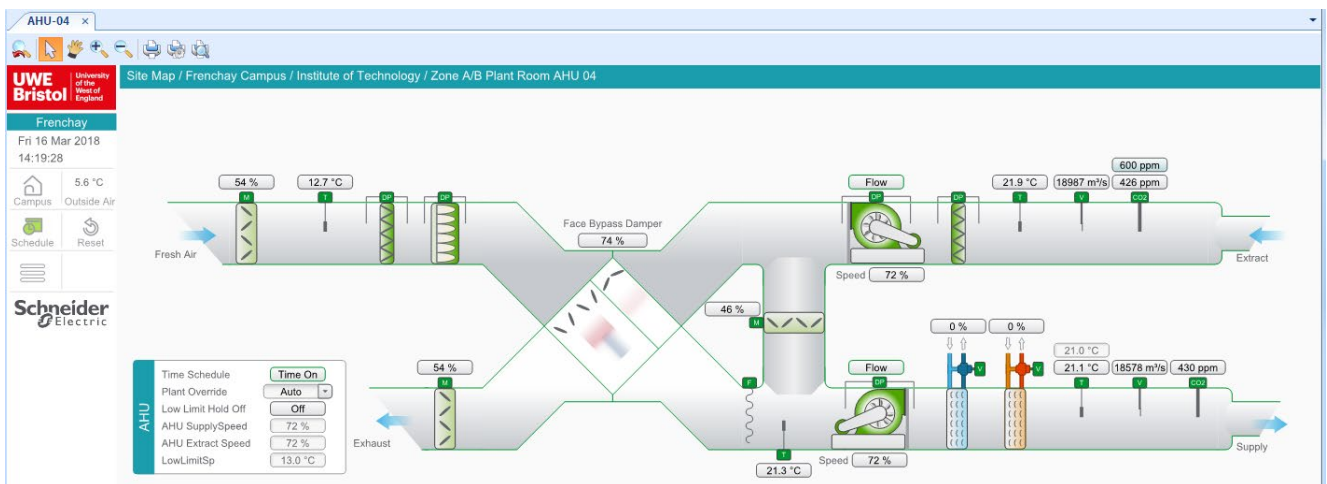 AHU-04 ×
UWE Bristol
University of the West of England
Site Map / Frenchay Campus / Institute of Technology / Zone A/B Plant Room AHU 04
Frenchay
Fri 16 Mar 2018
14:19:28
Campus
5.6 °C
Outside Air
Schedule
Reset
Schneider
Electric
54 %
M
12.7 °C
T
DP
DP
Fresh Air
Face Bypass Damper
74 %
Flow
DP
Speed 72 %
DP
21.9 °C
T
18987 m³/s
V
600 ppm
426 ppm
CO2
Extract
46 %
M
54 %
M
Exhaust
AHU
Time Schedule Time On
Plant Override Auto
Low Limit Hold Off Off
AHU SupplySpeed 72 %
AHU Extract Speed 72 %
LowLimitSp 13.0 °C
F
T
21.3 °C
Flow
DP
Speed 72 %
0 %
V
0 %
V
21.0 °C
21.1 °C
T
18578 m³/s
V
430 ppm
CO2
Supply